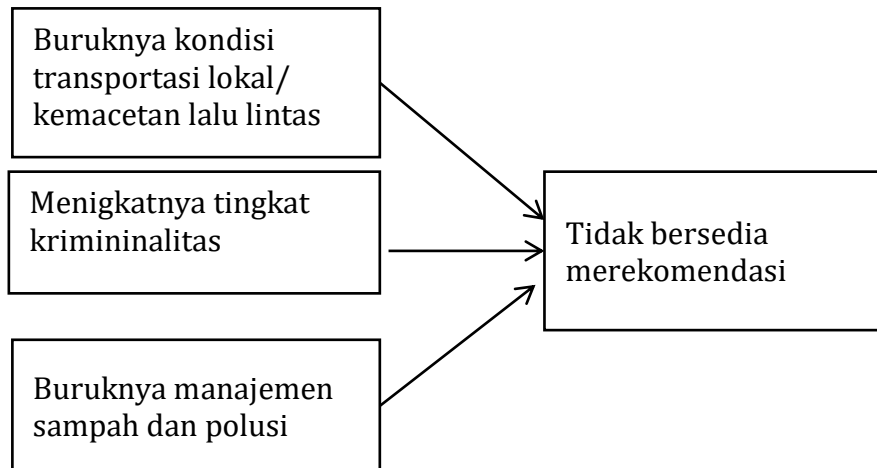 Buruknya kondisi
transportasi lokal/
kemacetan lalu lintas
Menigkatnya tingkat
krimininalitas
Tidak bersedia
merekomendasi
Buruknya manajemen
sampah dan polusi